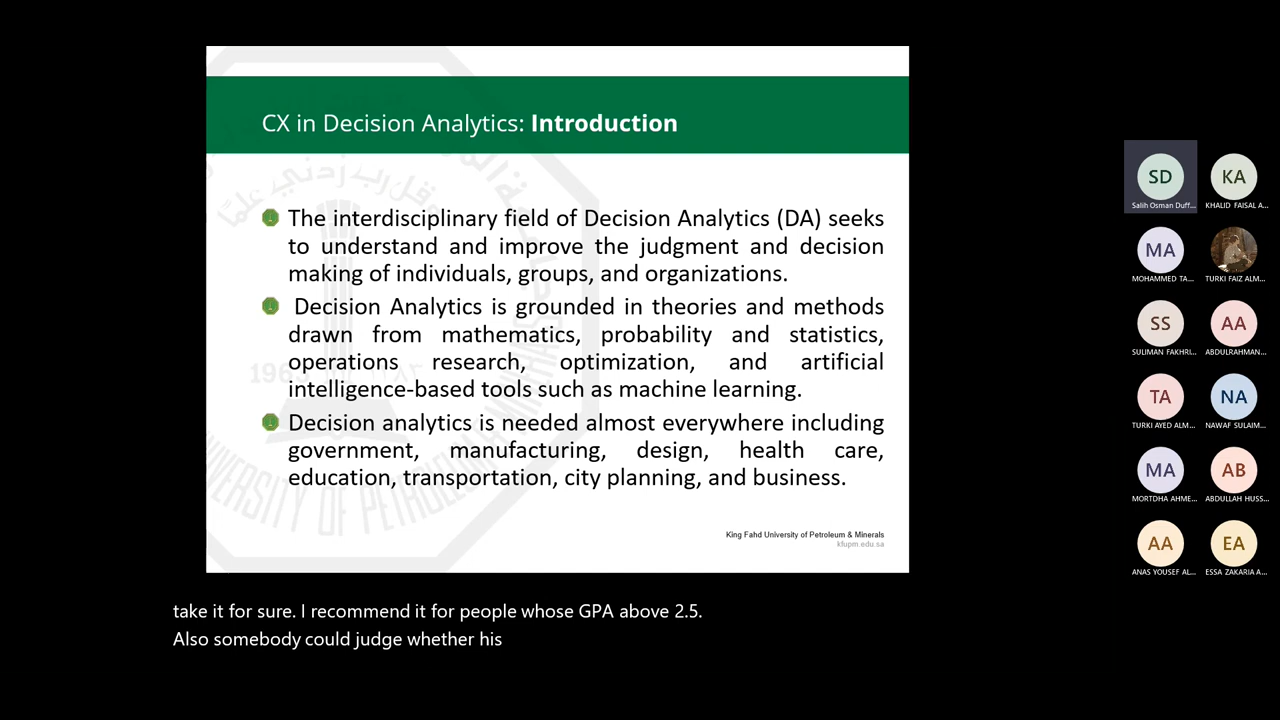 CX in Decision Analytics: Introduction
The interdisciplinary field of Decision Analytics (DA) seeks
to understand and improve the judgment and decision
making of individuals, groups, and organizations.
Decision Analytics is grounded in theories and methods
drawn from mathematics, probability and statistics,
operations research, optimization, and artificial
intelligence-based tools such as machine learning.
Decision analytics is needed almost everywhere including
government, manufacturing, design, health care,
education, transportation, city planning, and business.
King Fahd University of Petroleum & Minerals
kfupm.edu.sa
take it for sure. I recommend it for people whose GPA above 2.5.
Also somebody could judge whether his
SD
Salih Osman Duff...
KA
KHALID FAISAL A...
MA
MOHAMMED TA...
TURKI FAIZ ALM...
SS
SULIMAN FAKHRI...
AA
ABDULRAHMAN...
TA
TURKI AYED ALM...
NA
NAWAF SULAIM...
MA
MORTDHA AHME...
AB
ABDULLAH HUSS...
AA
ANAS YOUSEF AL...
EA
ESSA ZAKARIA A...